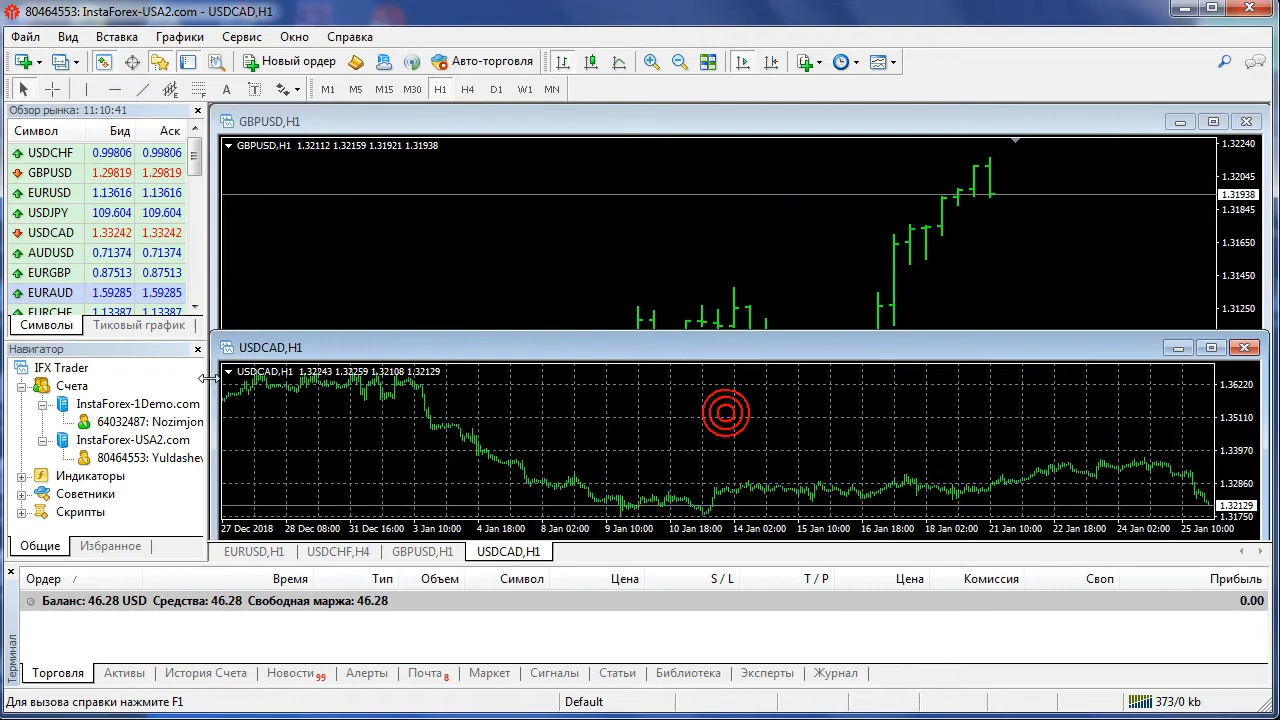 80464553: InstaForex-USA2.com - USDCAD,H1
Файл Вид Вставка Графики Сервис Окно Справка
Новый ордер Авто-торговля
A T M1 M5 M15 M30 H1 H4 D1 W1 MN
Обзор рынка: 11:10:41
Символ Бид Аск
USDCHF 0.99806 0.99806
GBPUSD 1.29819 1.29819
EURUSD 1.13616 1.13616
USDJPY 109.604 109.604
USDCAD 1.33242 1.33242
AUDUSD 0.71374 0.71374
EURGBP 0.87513 0.87513
EURAUD 1.59285 1.59285
EURCHF 1.13387 1.13387
Символы Тиковый график
Навигатор
IFX Trader
Счета
InstaForex-1Demo.com
64032487: Nozimjon
InstaForex-USA2.com
80464553: Yuldashev
Индикаторы
Советники
Скрипты
Общие Избранное
GBPUSD,H1
GBPUSD,H1 1.32112 1.32159 1.31921 1.31938
1.32240
1.32045
1.31938
1.31845
1.31650
1.31445
1.31250
USDCAD,H1
USDCAD,H1 1.32243 1.32259 1.32108 1.32129
1.36220
1.35110
1.33970
1.32860
1.32129
1.31750
27 Dec 2018 28 Dec 08:00 31 Dec 16:00 3 Jan 10:00 4 Jan 18:00 8 Jan 02:00 9 Jan 10:00 10 Jan 18:00 14 Jan 02:00 15 Jan 10:00 16 Jan 18:00 18 Jan 02:00 21 Jan 10:00 22 Jan 18:00 24 Jan 02:00 25 Jan 10:00
EURUSD,H1 USDCHF,H4 GBPUSD,H1 USDCAD,H1
Терминал
Ордер Время Тип Объем Символ Цена S / L T / P Цена Комиссия Своп Прибыль
Баланс: 46.28 USD Средства: 46.28 Свободная маржа: 46.28 0.00
Торговля Активы История Счета Новости 99 Алерты Почта 8 Маркет Сигналы Статьи Библиотека Эксперты Журнал
Для вызова справки нажмите F1 Default 373/0 kb